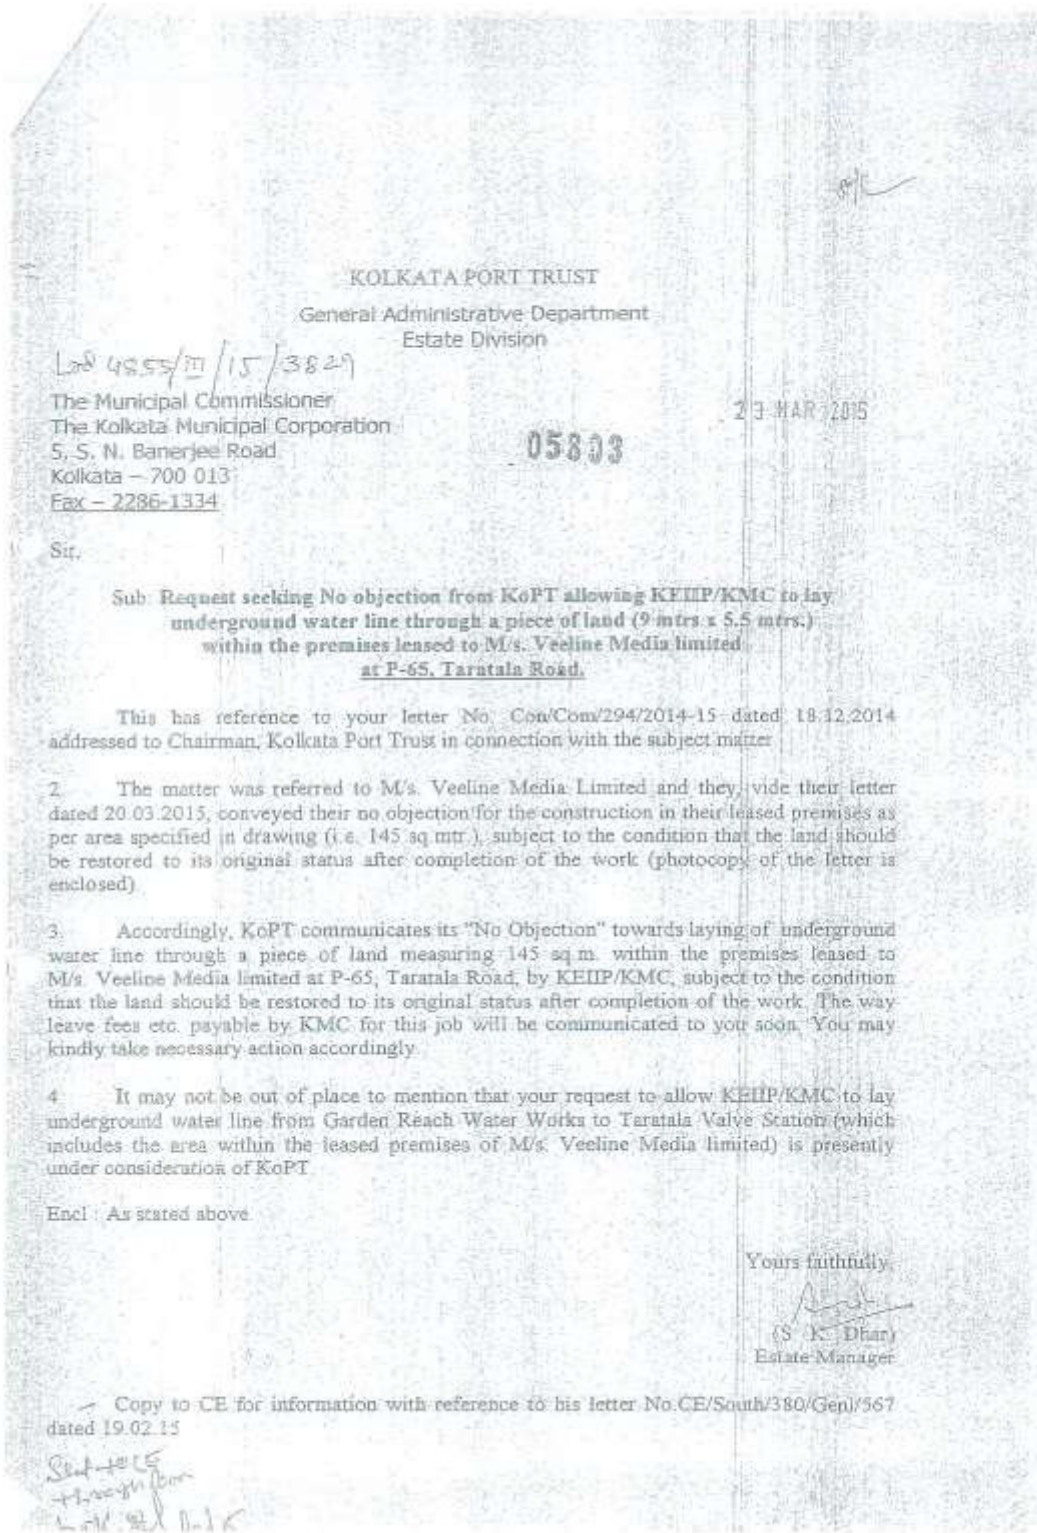 KOLKATA PORT TRUST
General Administrative Department
Estate Division
4855/III/15/3829
The Municipal Commissioner
The Kolkata Municipal Corporation
5, S. N. Banerjee Road
Kolkata – 700 013
Fax – 2286-1334
23 MAR 2015
05803
Sir,
Sub: Request seeking No objection from KoPT allowing KEIIP/KMC to lay
underground water line through a piece of land (9 mtrs x 5.5 mtrs.)
within the premises leased to M/s. Veeline Media limited
at P-65, Taratala Road.
This has reference to your letter No. Con/Com/294/2014-15 dated 18.12.2014
addressed to Chairman, Kolkata Port Trust in connection with the subject matter
2 The matter was referred to M/s. Veeline Media Limited and they, vide their letter
dated 20.03.2015, conveyed their no objection for the construction in their leased premises as
per area specified in drawing (i.e. 145 sq.mtr.), subject to the condition that the land should
be restored to its original status after completion of the work (photocopy of the letter is
enclosed)
3. Accordingly, KoPT communicates its "No Objection" towards laying of underground
water line through a piece of land measuring 145 sq.m. within the premises leased to
M/s. Veeline Media limited at P-65, Taratala Road, by KEIIP/KMC, subject to the condition
that the land should be restored to its original status after completion of the work. The way
leave fees etc. payable by KMC for this job will be communicated to you soon. You may
kindly take necessary action accordingly
4 It may not be out of place to mention that your request to allow KEIIP/KMC to lay
underground water line from Garden Reach Water Works to Taratala Valve Station (which
includes the area within the leased premises of M/s. Veeline Media limited) is presently
under consideration of KoPT
Encl : As stated above.
Yours faithfully,
(S. K. Dhar)
Estate Manager
Copy to CE for information with reference to his letter No.CE/South/380/Genl/567
dated 19.02.15